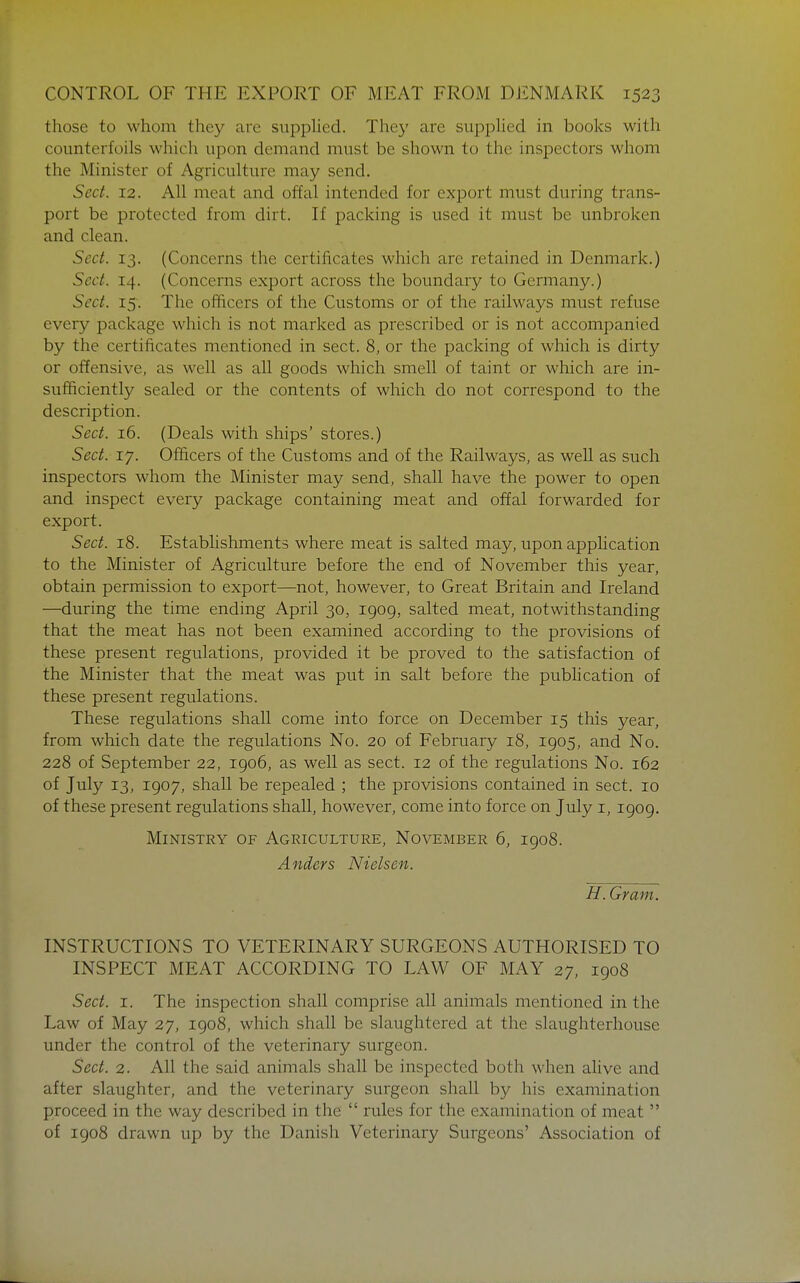 CONTROL OF THE EXPORT OF MEAT FROM DENMARK 1523
those to whom they are supplied. They are supplied in books with
counterfoils which upon demand must be shown to the inspectors whom
the Minister of Agriculture may send.
Sect. 12. All meat and offal intended for export must during trans-
port be protected from dirt. If packing is used it must be unbroken
and clean.
Sect. 13. (Concerns the certificates which are retained in Denmark.)
Sect. 14. (Concerns export across the boundary to Germany.)
Sect. 15. The officers of the Customs or of the railways must refuse
every package which is not marked as prescribed or is not accompanied
by the certificates mentioned in sect. 8, or the packing of which is dirty
or offensive, as well as all goods which smell of taint or which are in-
sufficiently sealed or the contents of which do not correspond to the
description.
Sect. 16. (Deals with ships' stores.)
Sect. 17. Officers of the Customs and of the Railways, as well as such
inspectors whom the Minister may send, shall have the power to open
and inspect every package containing meat and offal forwarded for
export.
Sect. 18. Establishments where meat is salted may, upon application
to the Minister of Agriculture before the end of November this year,
obtain permission to export—not, however, to Great Britain and Ireland
—during the time ending April 30, 1909, salted meat, notwithstanding
that the meat has not been examined according to the provisions of
these present regulations, provided it be proved to the satisfaction of
the Minister that the meat was put in salt before the publication of
these present regulations.
These regulations shall come into force on December 15 this year,
from which date the regulations No. 20 of February 18, 1905, and No.
228 of September 22, 1906, as well as sect. 12 of the regulations No. 162
of July 13, 1907, shall be repealed ; the provisions contained in sect. 10
of these present regulations shall, however, come into force on July 1, 1909.
MINISTRY OF AGRICULTURE, NOVEMBER 6, 1908.
Anders Nielsen.
H. Gram.
INSTRUCTIONS TO VETERINARY SURGEONS AUTHORISED TO
INSPECT MEAT ACCORDING TO LAW OF MAY 27, 1908
Sect. 1. The inspection shall comprise all animals mentioned in the
Law of May 27, 1908, which shall be slaughtered at the slaughterhouse
under the control of the veterinary surgeon.
Sect. 2. All the said animals shall be inspected both when alive and
after slaughter, and the veterinary surgeon shall by his examination
proceed in the way described in the “ rules for the examination of meat ”
of 1908 drawn up by the Danish Veterinary Surgeons' Association of